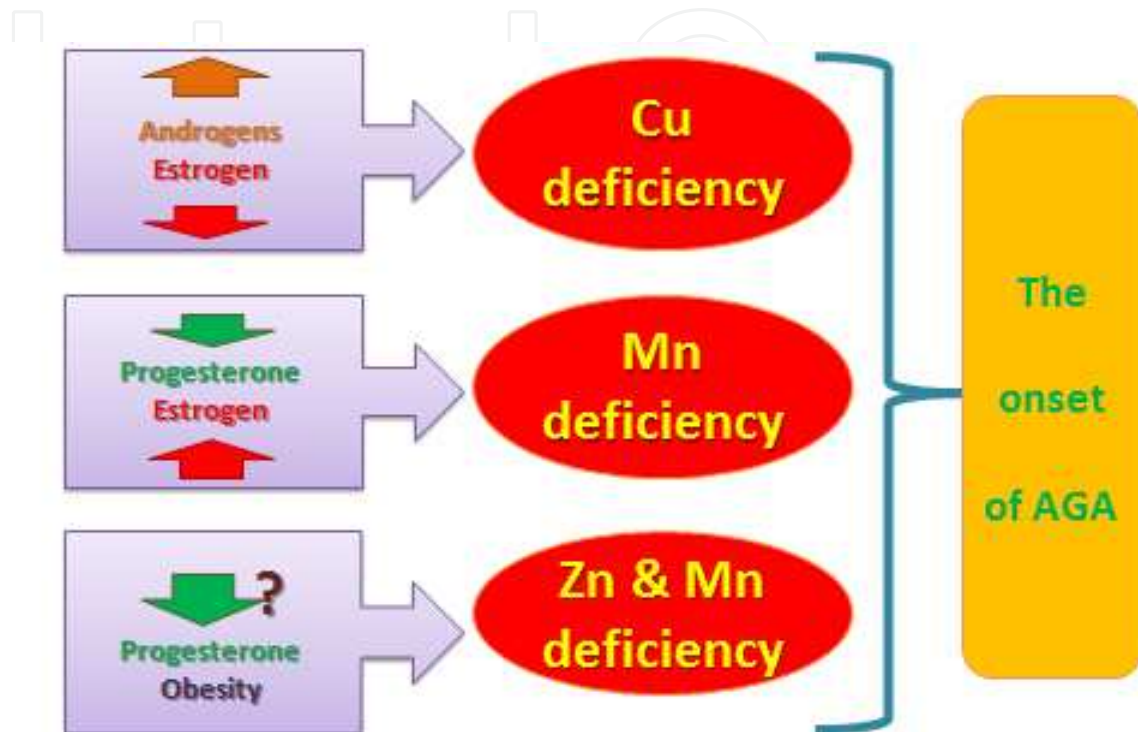 Androgens
Estrogen
Cu
deficiency
Progesterone
Estrogen
Mn
deficiency
?
Progesterone
Obesity
Zn & Mn
deficiency
The
onset
of AGA